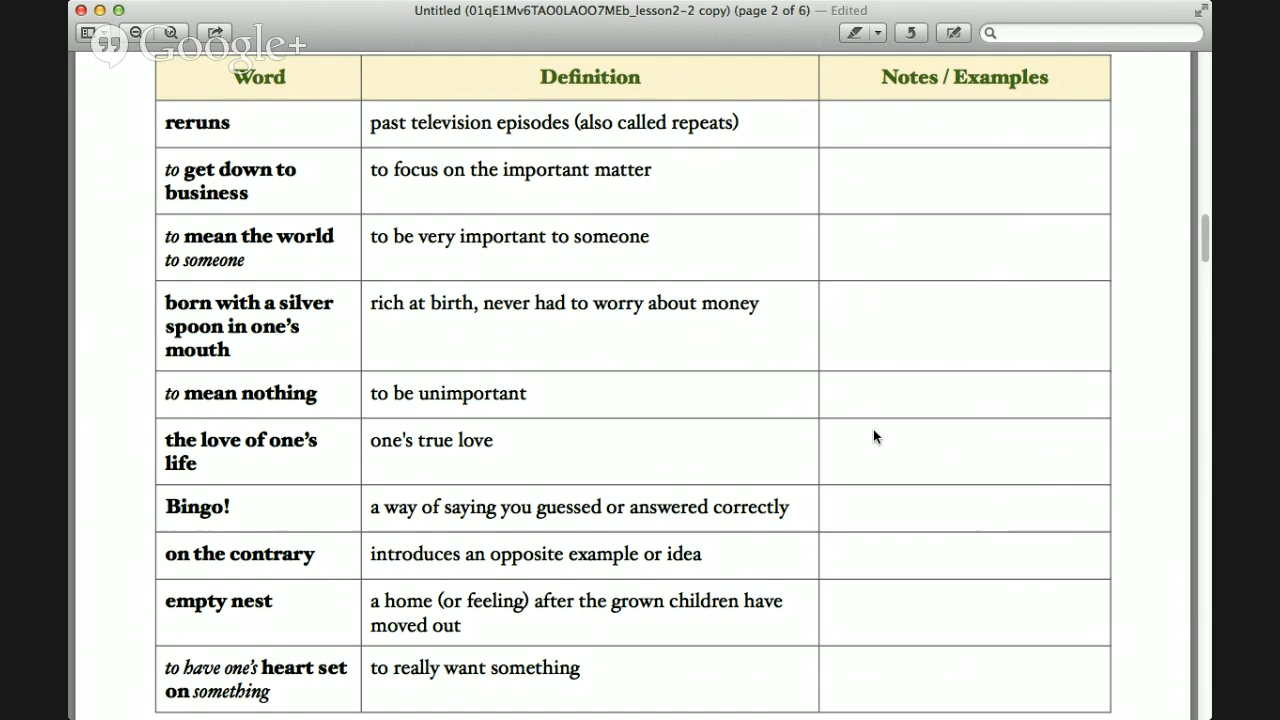 Untitled (01qE1Mv6TAO0LAOO7MEb_lesson2-2 copy) (page 2 of 6) — Edited
Google+
Word
Definition
Notes / Examples
reruns
past television episodes (also called repeats)
to get down to
business
to focus on the important matter
to mean the world
to someone
to be very important to someone
born with a silver
spoon in one’s
mouth
rich at birth, never had to worry about money
to mean nothing
to be unimportant
the love of one’s
life
one's true love
Bingo!
a way of saying you guessed or answered correctly
on the contrary
introduces an opposite example or idea
empty nest
a home (or feeling) after the grown children have
moved out
to have one’s heart set
on something
to really want something